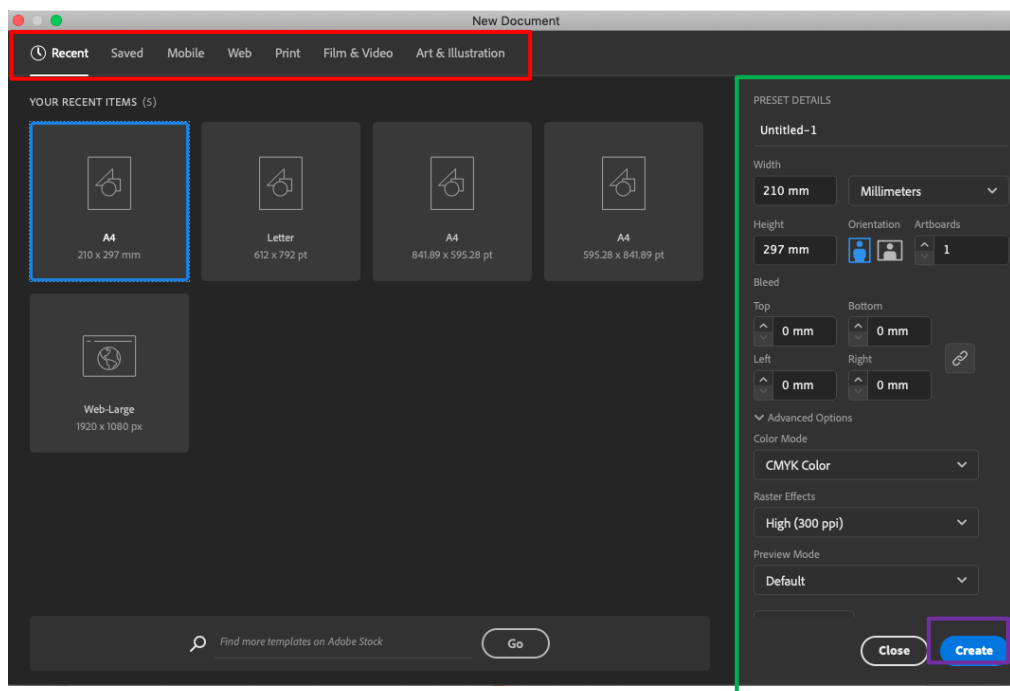 New Document
Recent Saved Mobile Web Print Film & Video Art & Illustration
YOUR RECENT ITEMS (5)
A4
210 x 297 mm
Letter
612 x 792 pt
A4
841.89 x 595.28 pt
A4
595.28 x 841.89 pt
Web-Large
1920 x 1080 px
Find more templates on Adobe Stock
Go
PRESET DETAILS
Untitled-1
Width
210 mm Millimeters
Height Orientation Artboards
297 mm 1
Bleed
Top Bottom
0 mm 0 mm
Left Right
0 mm 0 mm
Advanced Options
Color Mode
CMYK Color
Raster Effects
High (300 ppi)
Preview Mode
Default
Close Create